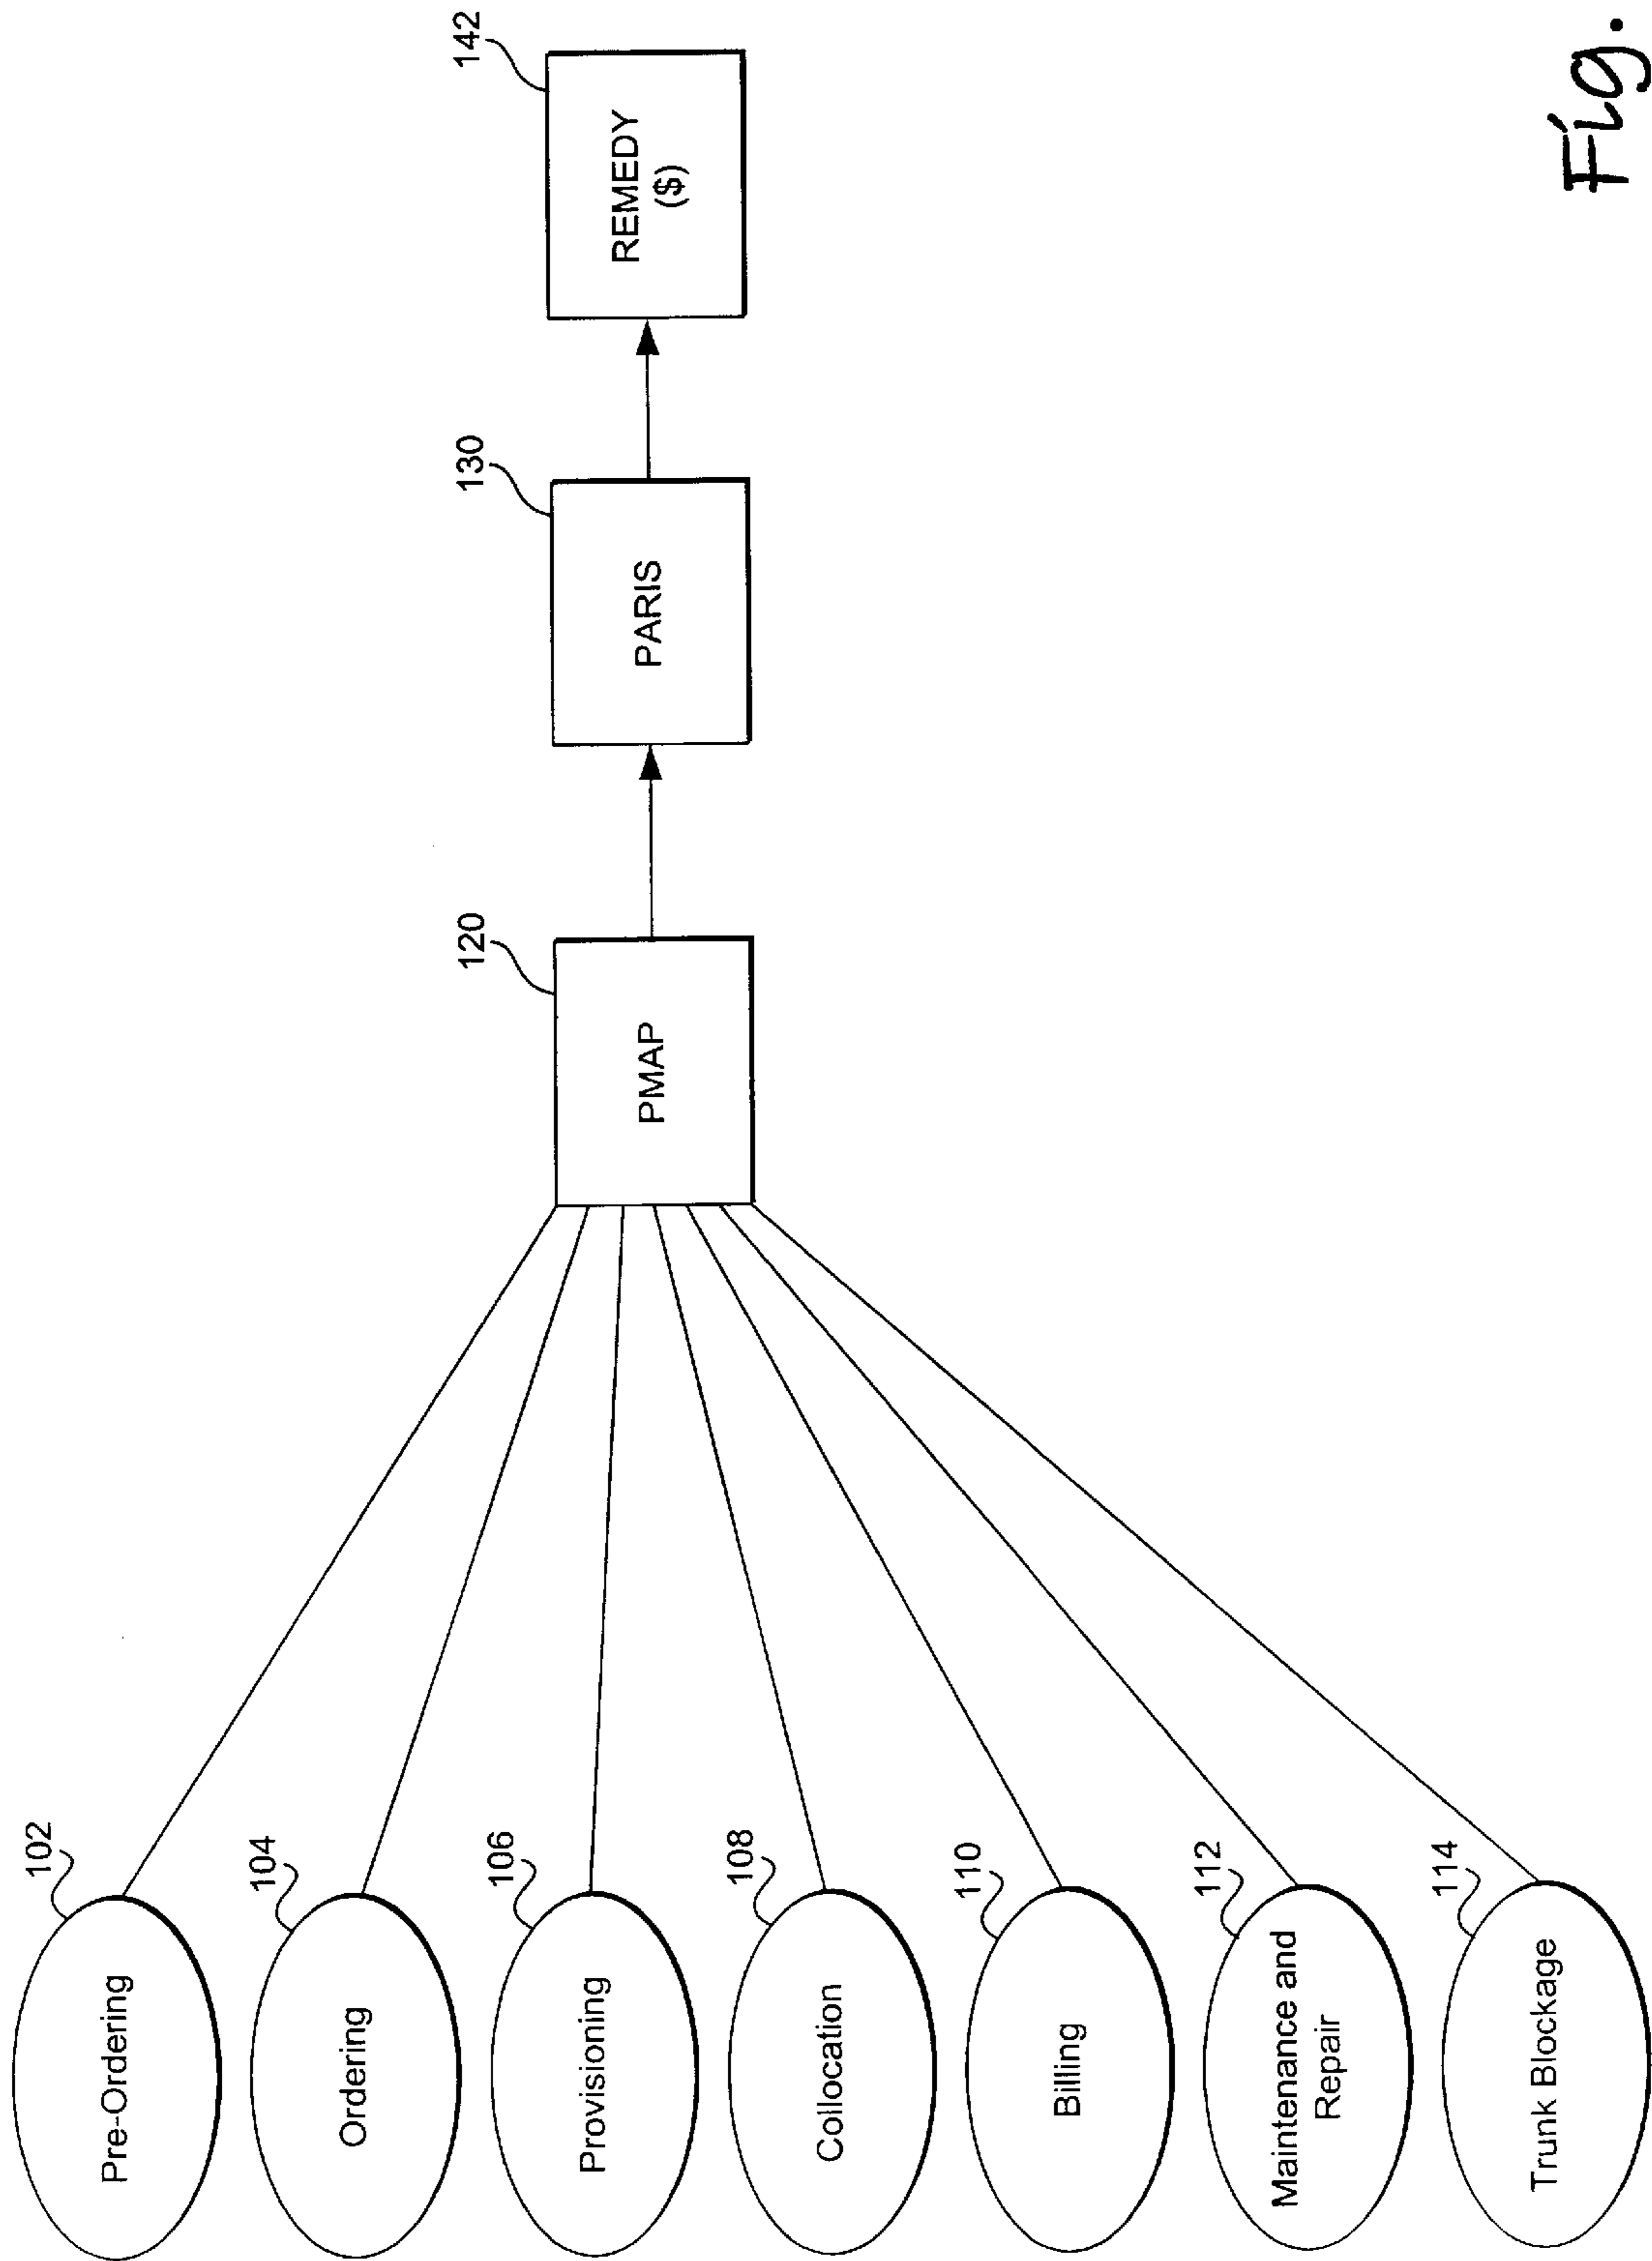 102
Pre-Ordering
104
Ordering
106
Provisioning
108
Collocation
110
Billing
112
Maintenance and
Repair
114
Trunk Blockage
120
PMAP
130
PARIS
142
REMEDY
($)
Fig.